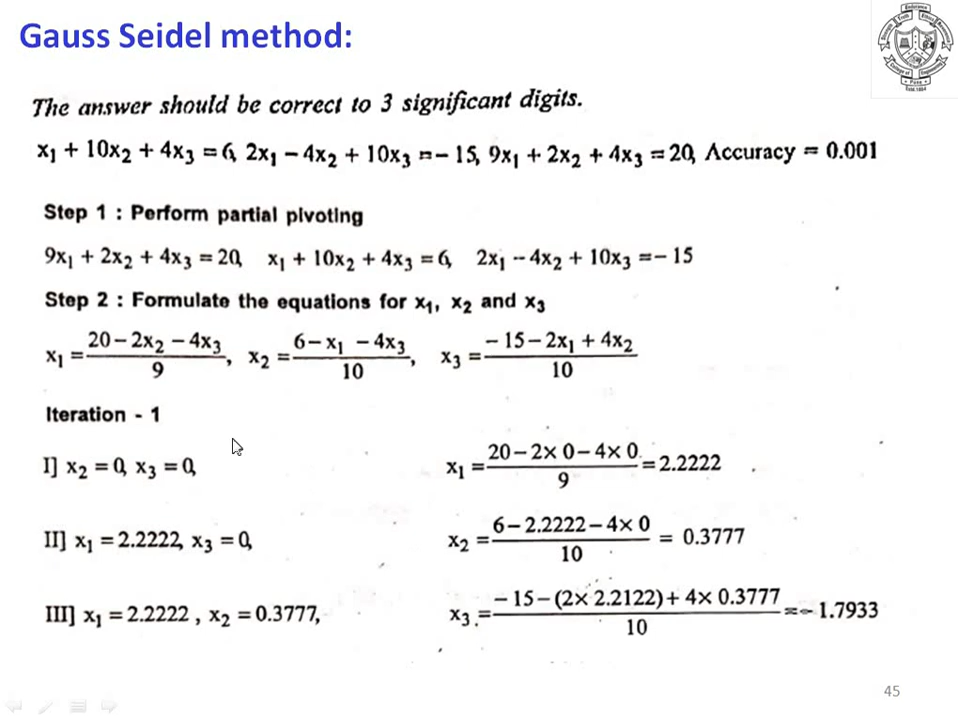 Gauss Seidel method:
The answer should be correct to 3 significant digits.
x₁ + 10x₂ + 4x₃ = 6, 2x₁ – 4x₂ + 10x₃ = – 15, 9x₁ + 2x₂ + 4x₃ = 20, Accuracy = 0.001
Step 1 : Perform partial pivoting
9x₁ + 2x₂ + 4x₃ = 20, x₁ + 10x₂ + 4x₃ = 6, 2x₁ – 4x₂ + 10x₃ = – 15
Step 2 : Formulate the equations for x₁, x₂ and x₃
x₁ = (20 – 2x₂ – 4x₃)/9, x₂ = (6 – x₁ – 4x₃)/10, x₃ = (– 15 – 2x₁ + 4x₂)/10
Iteration - 1
I] x₂ = 0, x₃ = 0, x₁ = (20 – 2× 0 – 4× 0)/9 = 2.2222
II] x₁ = 2.2222, x₃ = 0, x₂ = (6 – 2.2222 – 4× 0)/10 = 0.3777
III] x₁ = 2.2222 , x₂ = 0.3777, x₃ = (– 15 – (2× 2.2122) + 4× 0.3777)/10 = – 1.7933
45